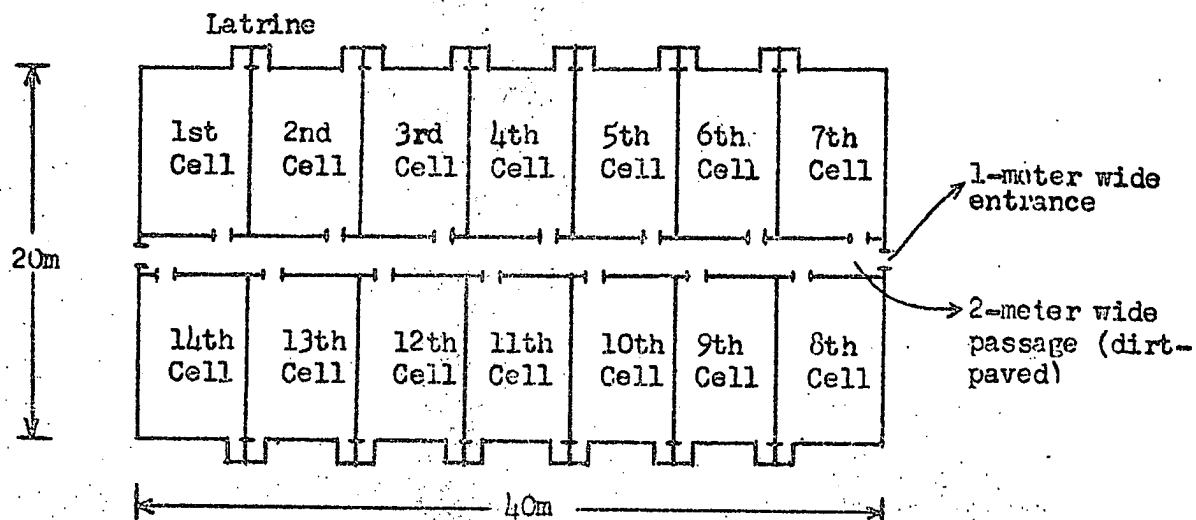 Latrine
1st
Cell
2nd
Cell
3rd
Cell
4th
Cell
5th
Cell
6th
Cell
7th
Cell
1-meter wide
entrance
20m
2-meter wide
passage (dirt-
paved)
14th
Cell
13th
Cell
12th
Cell
11th
Cell
10th
Cell
9th
Cell
8th
Cell
40m